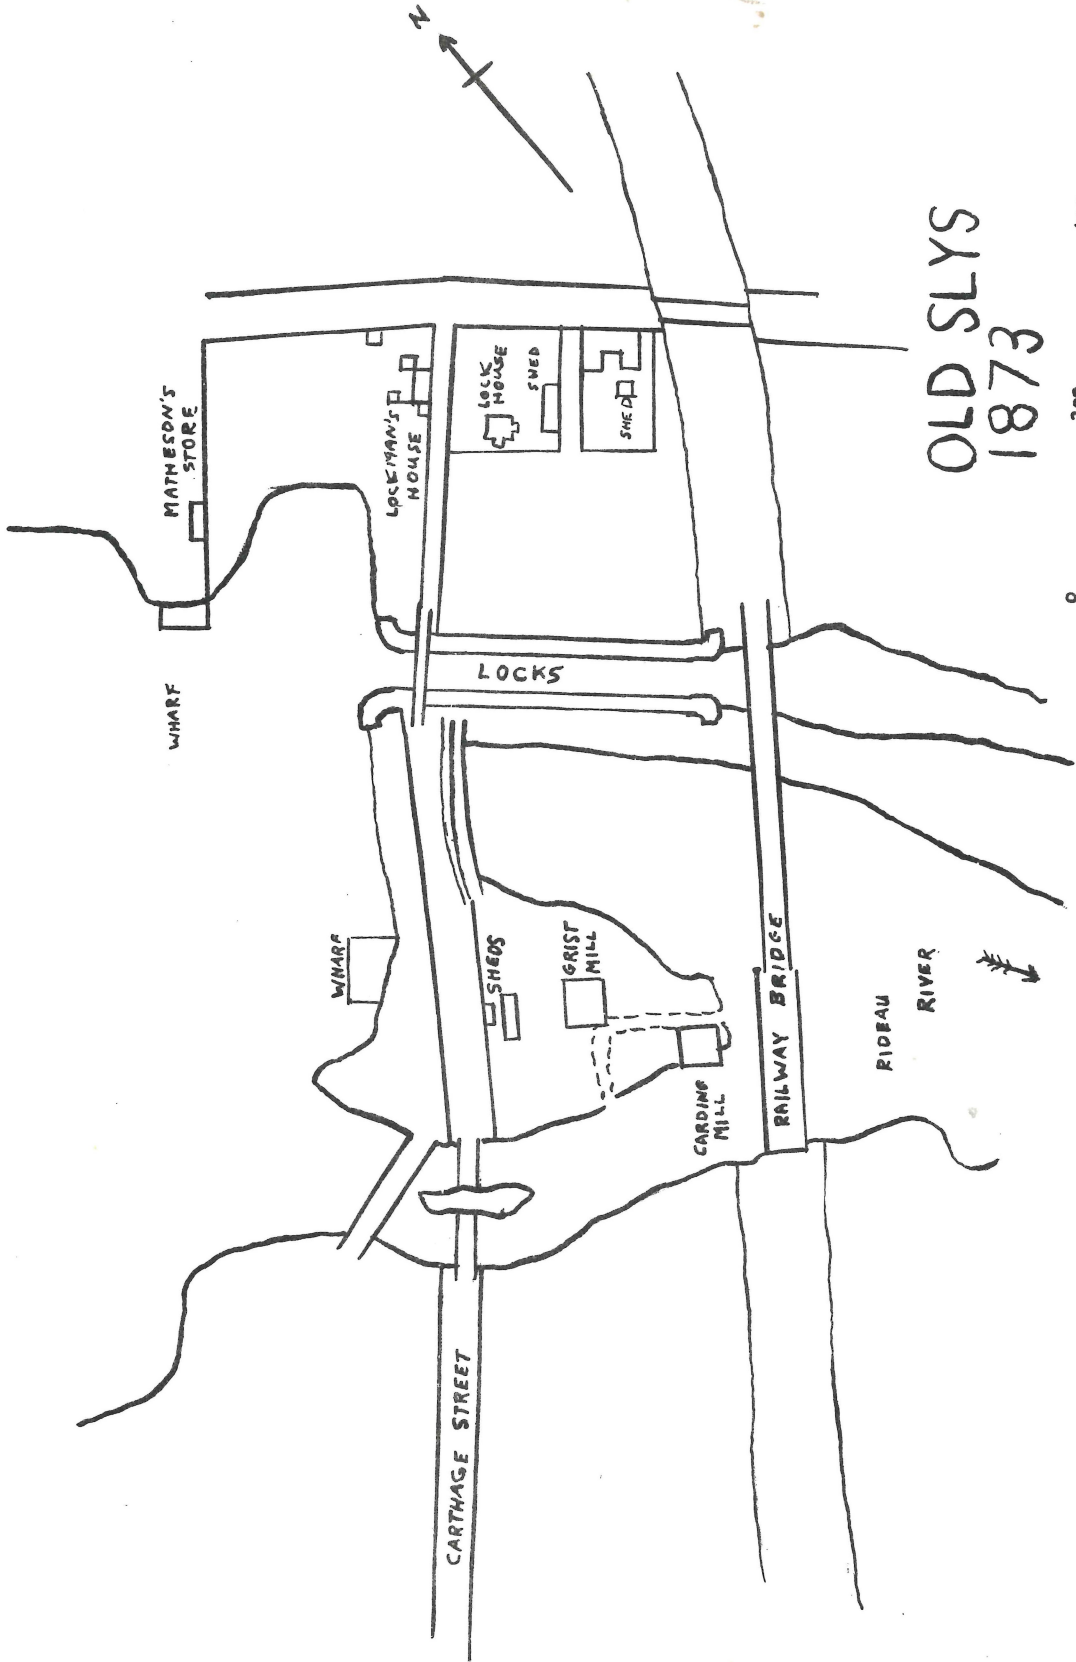 N
MATHESON'S
STORE
WHARF
WHARF
LOCKMAN'S
HOUSE
CARTHAGE STREET
SHEDS
LOCKS
LOCK
HOUSE
SHED
GRIST
MILL
SHED
CARDING
MILL
RAILWAY BRIDGE
RIDEAU
RIVER
OLD SLYS
1873
0